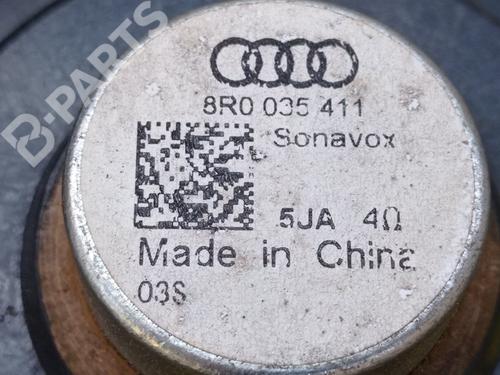 B-PARTS
8R0 035 411
Sonavox
5JA 4Ω
Made in China
03S